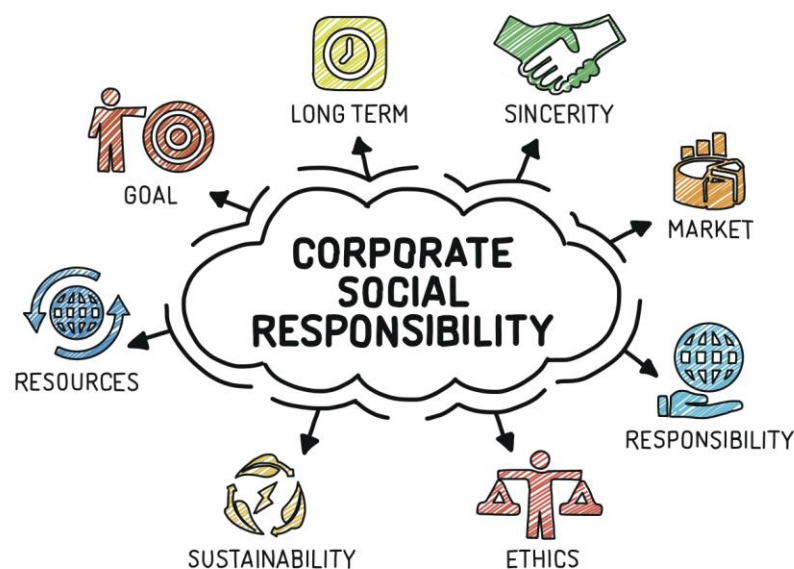 LONG TERM
SINCERITY
GOAL
MARKET
CORPORATE
SOCIAL
RESPONSIBILITY
RESOURCES
RESPONSIBILITY
SUSTAINABILITY
ETHICS